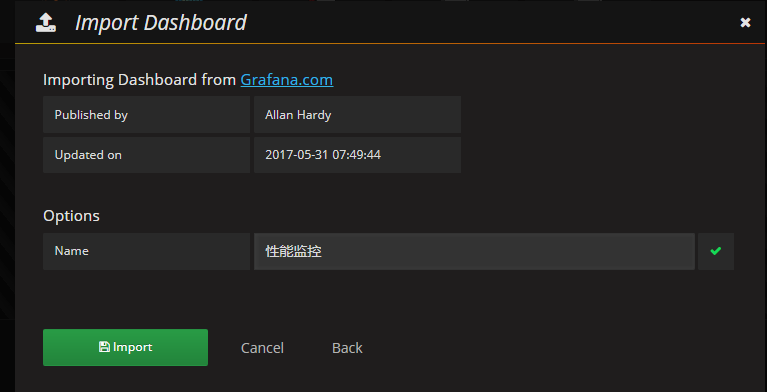 Import Dashboard
Importing Dashboard from Grafana.com
Published by Allan Hardy
Updated on 2017-05-31 07:49:44
Options
Name 性能监控
Import Cancel Back